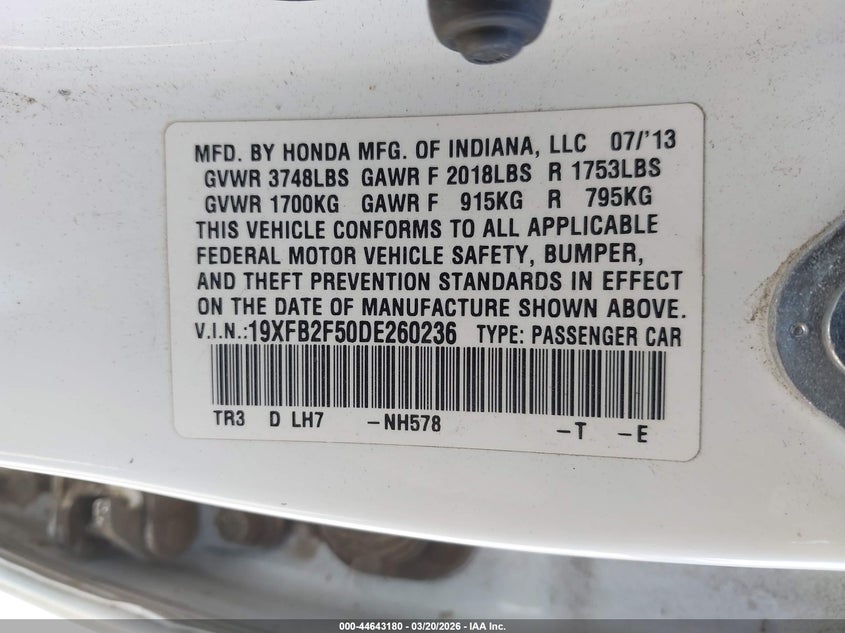 MFD. BY HONDA MFG. OF INDIANA, LLC 07/'13
GVWR 3748LBS GAWR F 2018LBS R 1753LBS
GVWR 1700KG GAWR F 915KG R 795KG
THIS VEHICLE CONFORMS TO ALL APPLICABLE
FEDERAL MOTOR VEHICLE SAFETY, BUMPER,
AND THEFT PREVENTION STANDARDS IN EFFECT
ON THE DATE OF MANUFACTURE SHOWN ABOVE.
V.I.N.:19XFB2F50DE260236 TYPE: PASSENGER CAR
TR3 D LH7 –NH578 –T –E
000-44643180 - 03/20/2026 - IAA Inc.